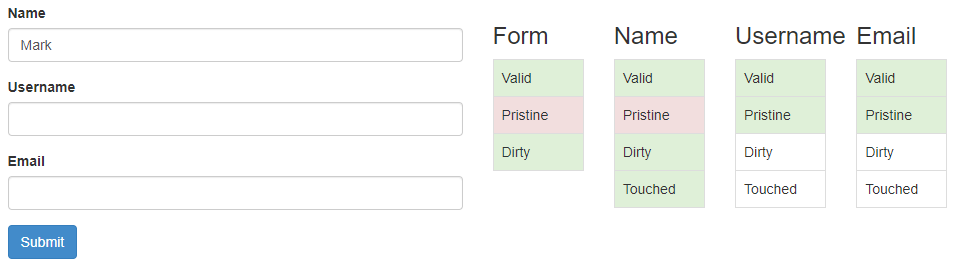 Name
Mark
Username
Email
Submit
Form
Valid
Pristine
Dirty
Name
Valid
Pristine
Dirty
Touched
Username
Valid
Pristine
Dirty
Touched
Email
Valid
Pristine
Dirty
Touched